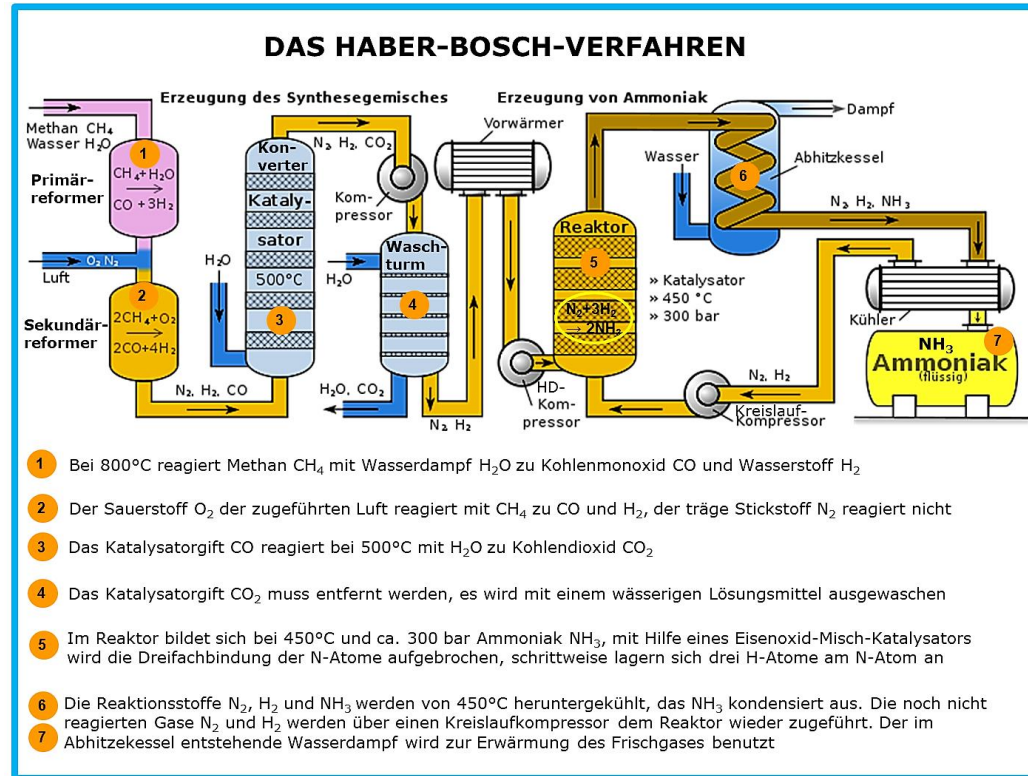 DAS HABER-BOSCH-VERFAHREN
Erzeugung des Synthesegemisches
Erzeugung von Ammoniak
Methan CH₄
Wasser H₂O
1
Primär-
reformer
CH₄+H₂O
CO +3H₂
O₂ N₂
Luft
2
Sekundär-
reformer
2CH₄+O₂
2CO+4H₂
N₂, H₂, CO
H₂O
Kon-
verter
Kataly-
sator
500°C
3
N₂, H₂, CO₂
Kom-
pressor
Wasch-
turm
H₂O
4
H₂O, CO₂
N₂, H₂
Vorwärmer
HD-
Kom-
pressor
Reaktor
5
N₂+3H₂
→ 2NH₃
» Katalysator
» 450 °C
» 300 bar
Wasser
6
Dampf
Abhitzkessel
N₂, H₂, NH₃
Kühler
N₂, H₂
Kreislauf-
Kompressor
7
NH₃
Ammoniak
(flüssig)
1 Bei 800°C reagiert Methan CH₄ mit Wasserdampf H₂O zu Kohlenmonoxid CO und Wasserstoff H₂
2 Der Sauerstoff O₂ der zugeführten Luft reagiert mit CH₄ zu CO und H₂, der träge Stickstoff N₂ reagiert nicht
3 Das Katalysatorgift CO reagiert bei 500°C mit H₂O zu Kohlendioxid CO₂
4 Das Katalysatorgift CO₂ muss entfernt werden, es wird mit einem wässerigen Lösungsmittel ausgewaschen
5 Im Reaktor bildet sich bei 450°C und ca. 300 bar Ammoniak NH₃, mit Hilfe eines Eisenoxid-Misch-Katalysators
wird die Dreifachbindung der N-Atome aufgebrochen, schrittweise lagern sich drei H-Atome am N-Atom an
6 Die Reaktionsstoffe N₂, H₂ und NH₃ werden von 450°C heruntergekühlt, das NH₃ kondensiert aus. Die noch nicht
reagierten Gase N₂ und H₂ werden über einen Kreislaufkompressor dem Reaktor wieder zugeführt. Der im
7 Abhitzekessel entstehende Wasserdampf wird zur Erwärmung des Frischgases benutzt